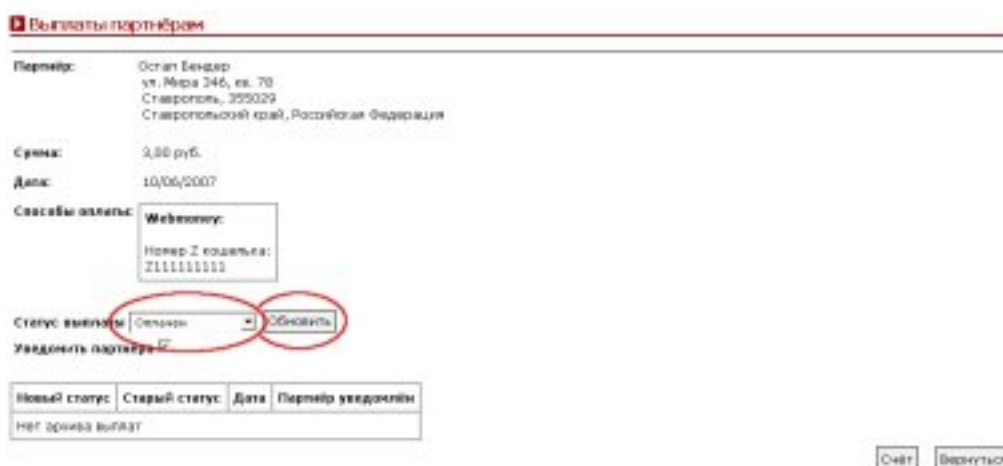 Выплаты партнёрам
Партнёр: Остап Бендер
ул. Мира 346, кв. 78
Ставрополь, 355029
Ставропольский край, Российская Федерация
Сумма: 3,00 руб.
Дата: 10/06/2007
Способы оплаты: Webmoney:
Номер Z кошелька:
Z111111111
Статус выплаты Оплачен Обновить
Уведомить партнёра
Новый статус Старый статус Дата Партнёр уведомлён
Нет архива выплат
Счёт Вернуться